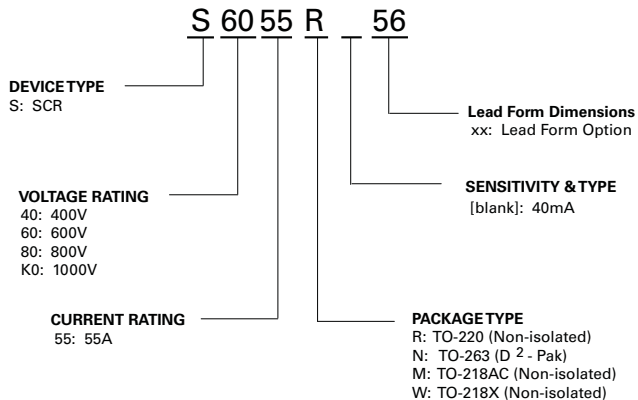 S 60 55 R 56
DEVICE TYPE
S: SCR
Lead Form Dimensions
xx: Lead Form Option
SENSITIVITY & TYPE
[blank]: 40mA
VOLTAGE RATING
40: 400V
60: 600V
80: 800V
K0: 1000V
CURRENT RATING
55: 55A
PACKAGE TYPE
R: TO-220 (Non-isolated)
N: TO-263 (D 2 - Pak)
M: TO-218AC (Non-isolated)
W: TO-218X (Non-isolated)